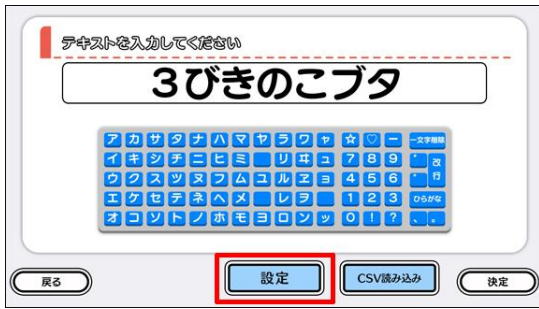 テキストを入力してください
3びきのこブタ
アカサタナハマヤラワャ☆♡ー一文字削除
イキシチニヒミ リヰュ789゛改行
ウクスツヌフムユルヱョ456゜
エケセテネヘメ レヲ 123ひらがな
オコソトノホモヨロンッ0!?、。
戻る 設定 CSV読み込み 決定